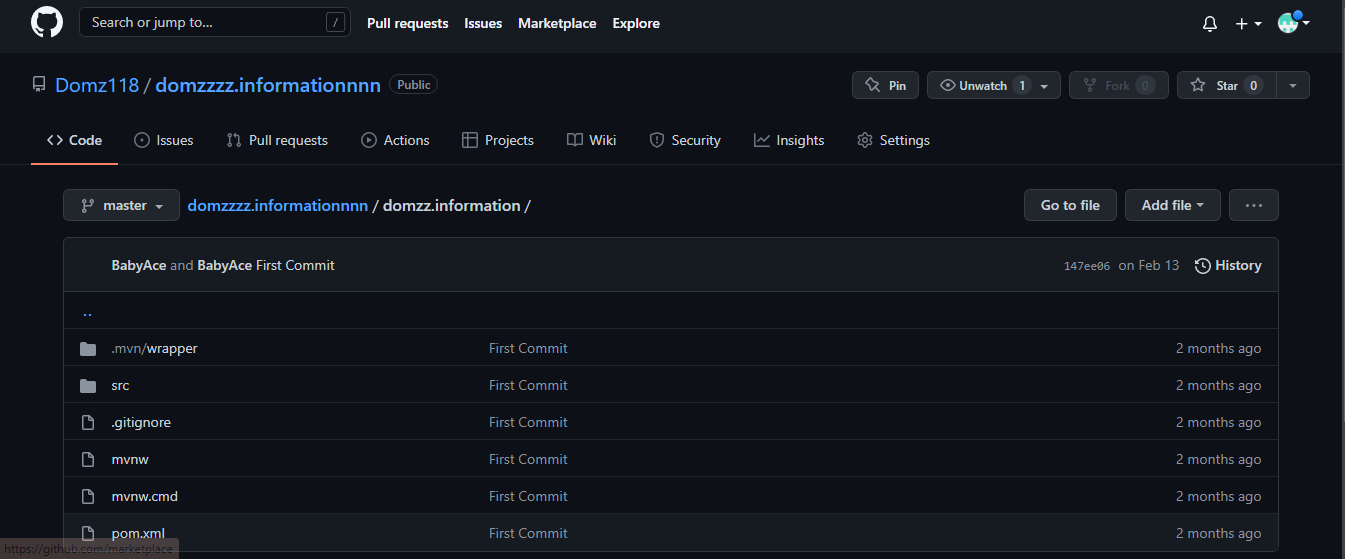 Search or jump to... / Pull requests Issues Marketplace Explore
Domz118 / domzzzz.informationnnn Public Pin Unwatch 1 Fork 0 Star 0
Code Issues Pull requests Actions Projects Wiki Security Insights Settings
master domzzzz.informationnnn / domzz.information / Go to file Add file ...
BabyAce and BabyAce First Commit 147ee06 on Feb 13 History
..
.mvn/wrapper First Commit 2 months ago
src First Commit 2 months ago
.gitignore First Commit 2 months ago
mvnw First Commit 2 months ago
mvnw.cmd First Commit 2 months ago
pom.xml First Commit 2 months ago
https://github.com/marketplace